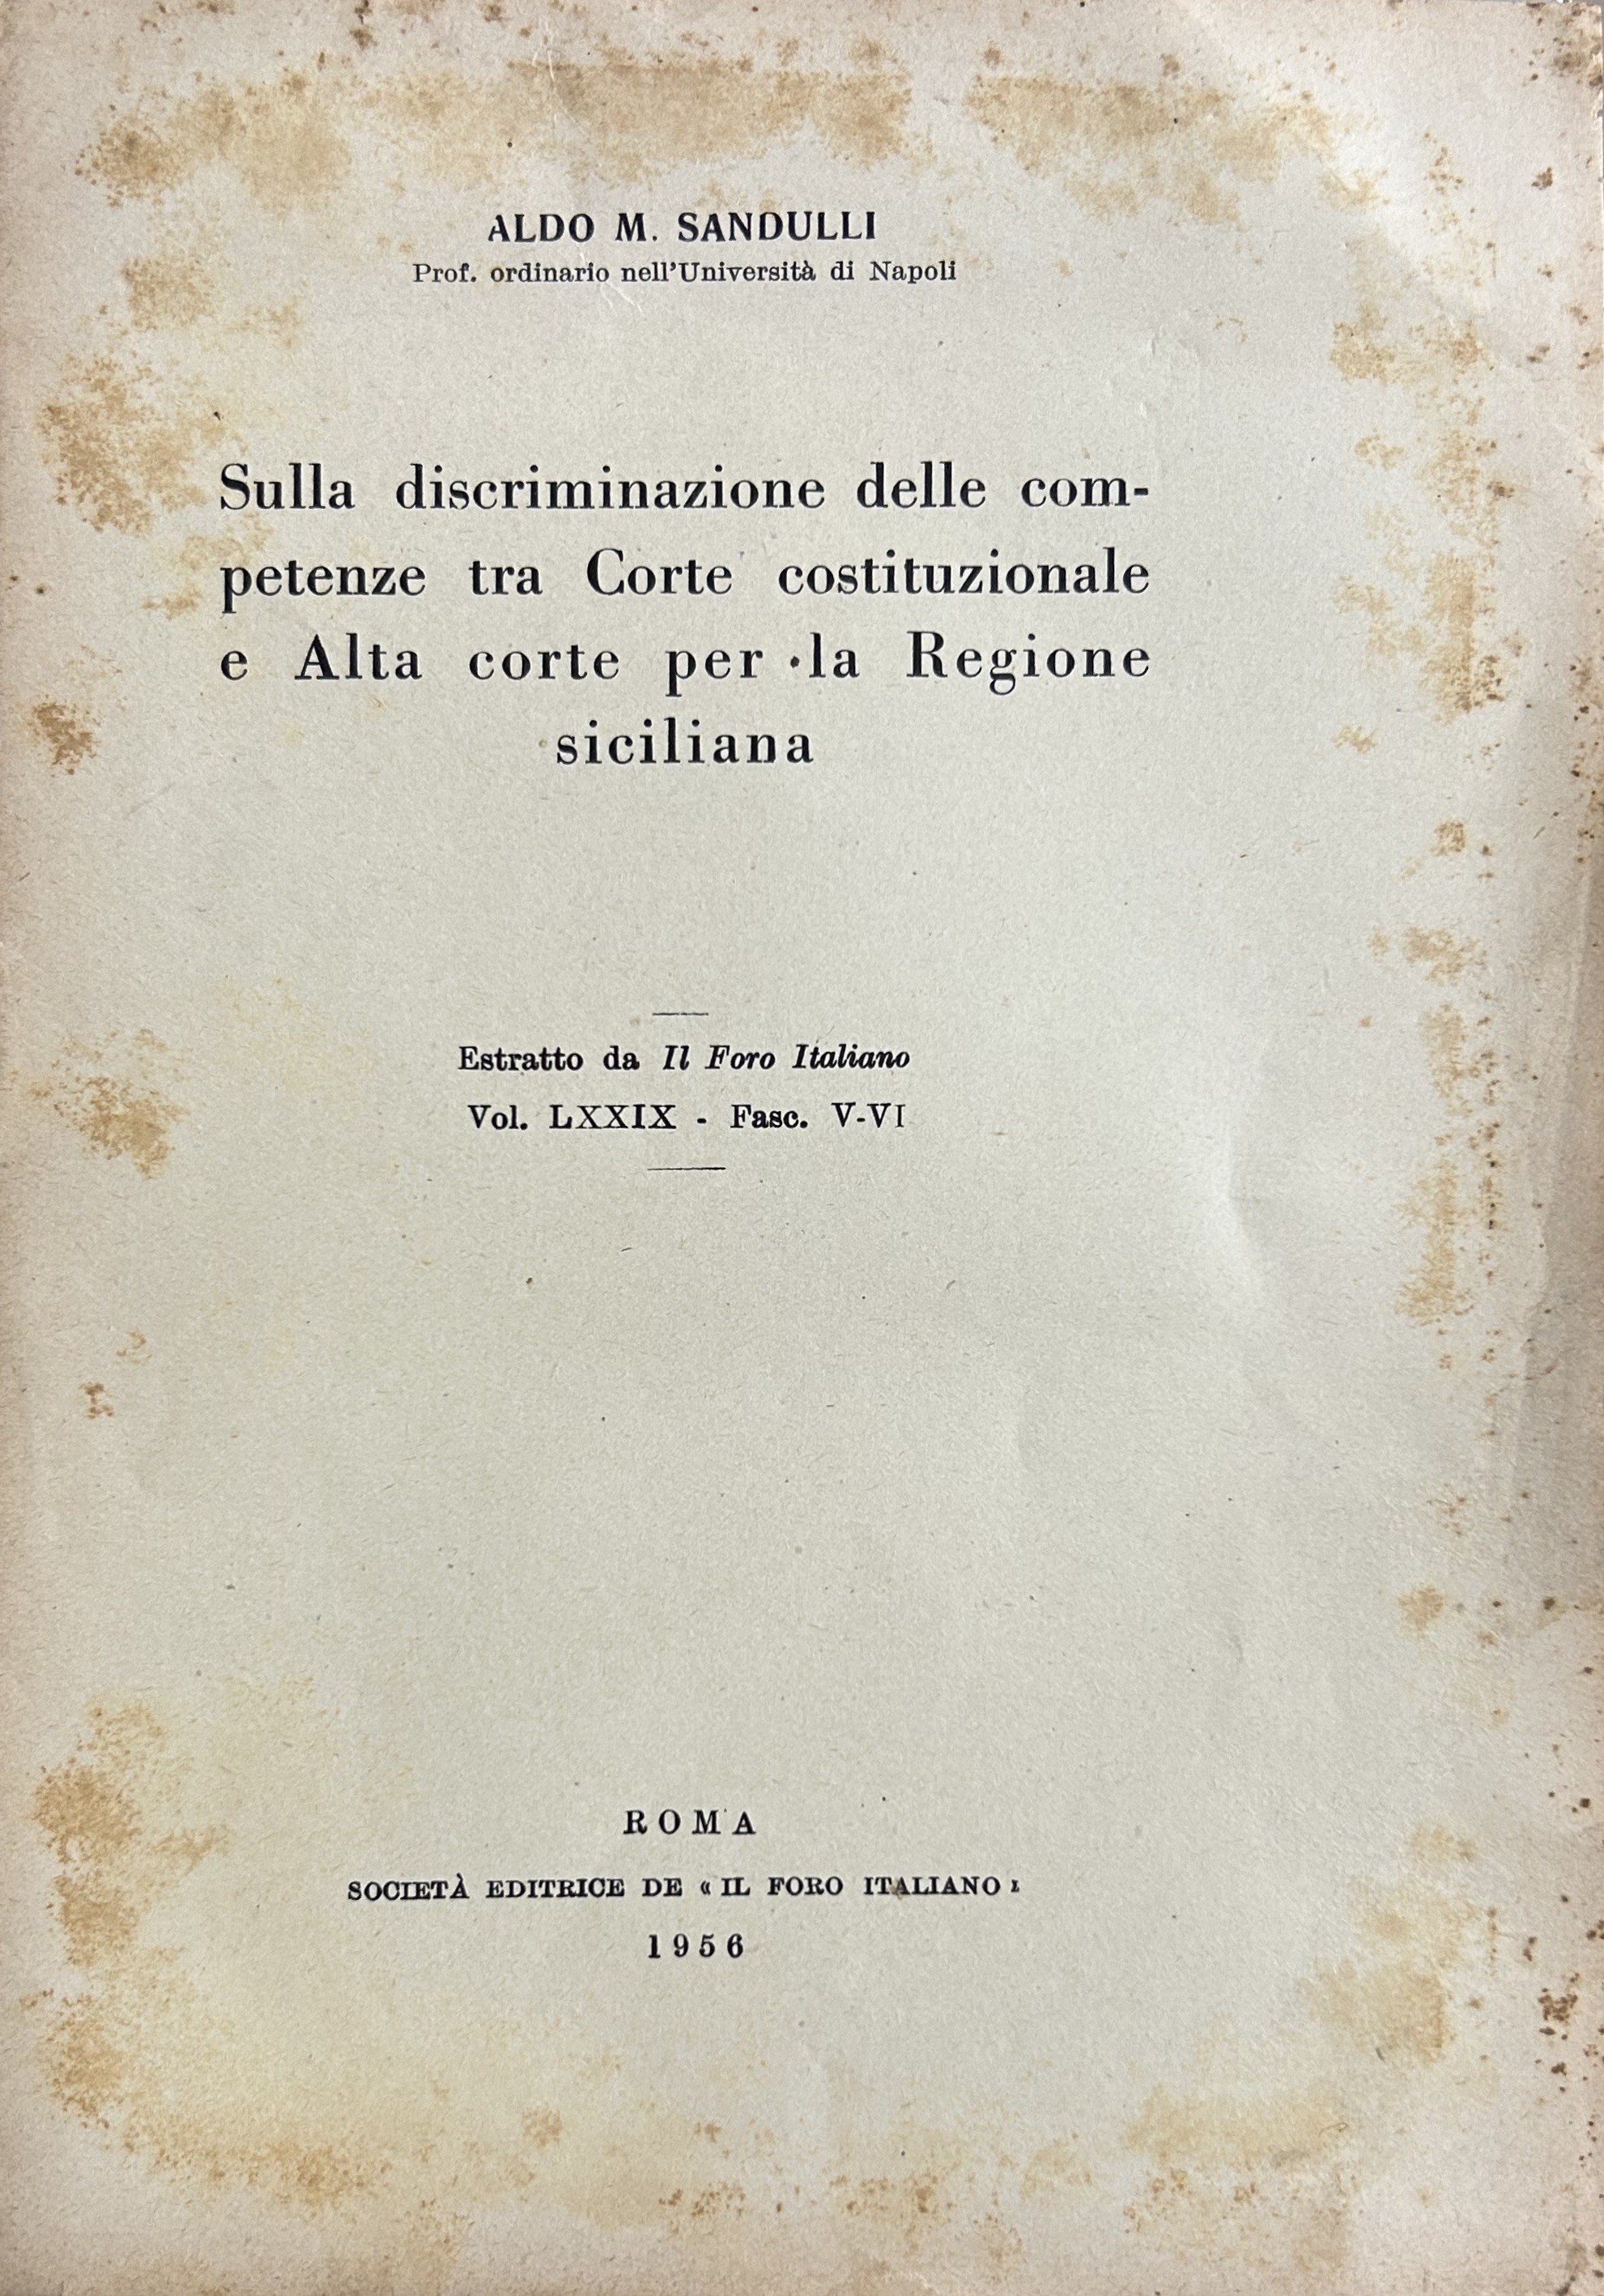 ALDO M. SANDULLI
Prof. ordinario nell'Università di Napoli
Sulla discriminazione delle com-
petenze tra Corte costituzionale
e Alta corte per la Regione
siciliana
Estratto da Il Foro Italiano
Vol. LXXIX - Fasc. V-VI
ROMA
SOCIETÀ EDITRICE DE « IL FORO ITALIANO »
1956